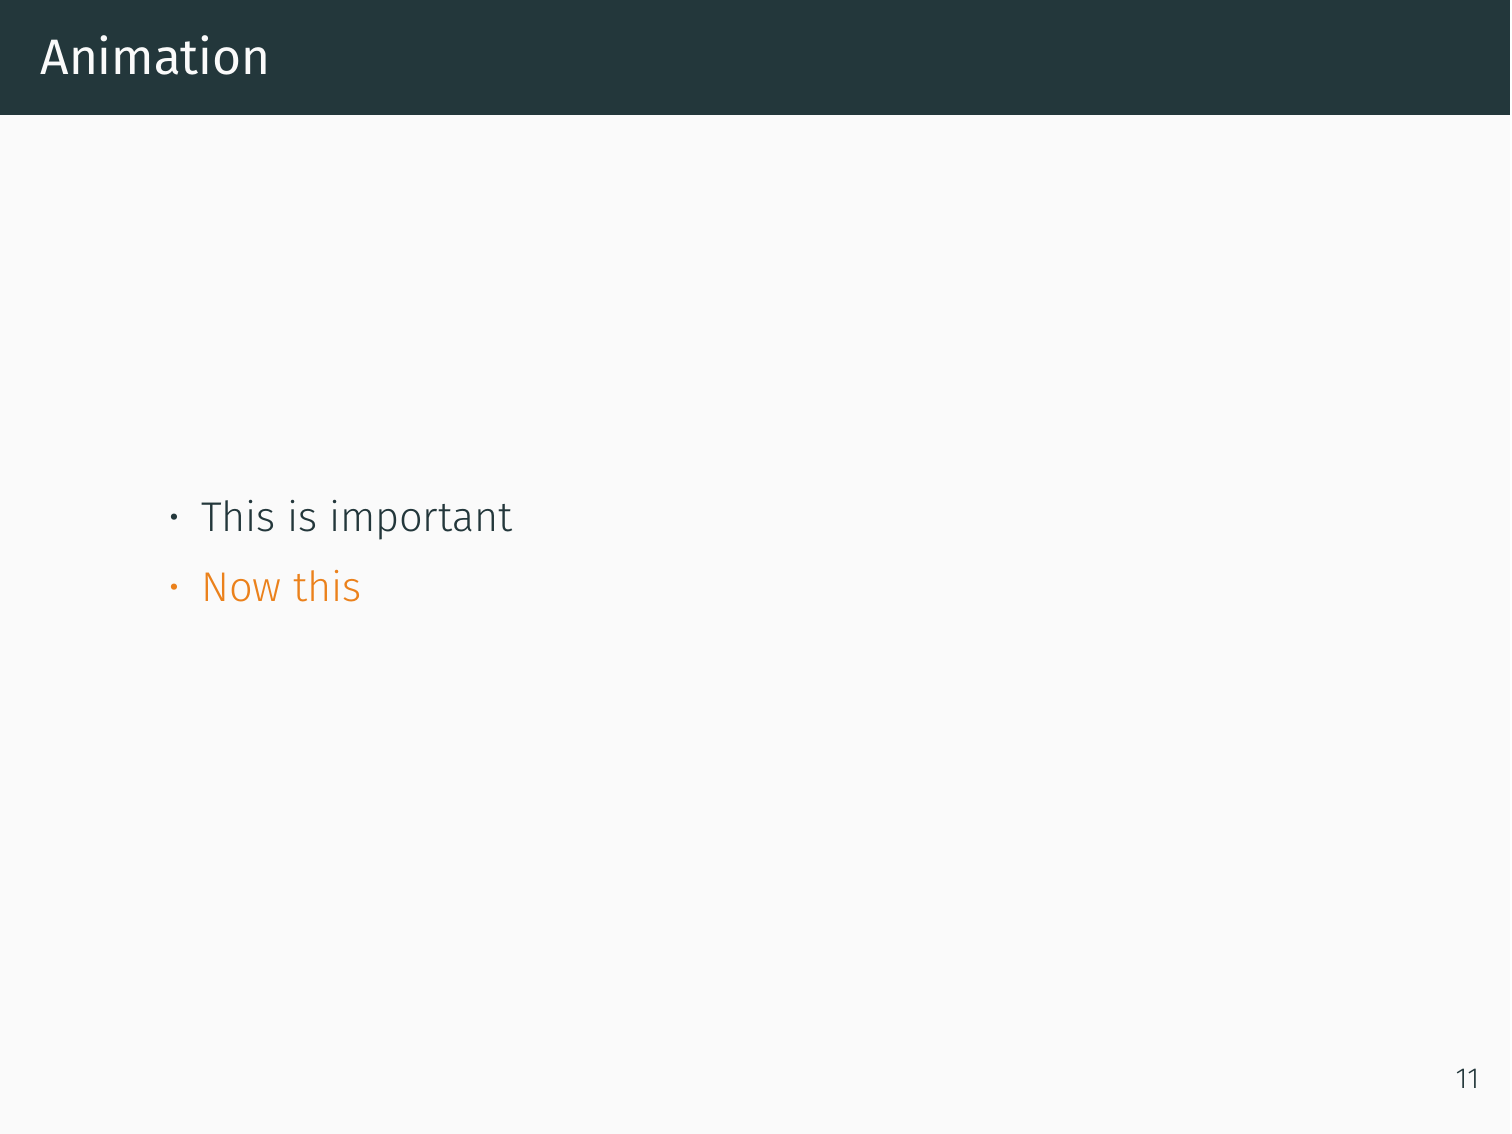 Animation
• This is important
• Now this
11